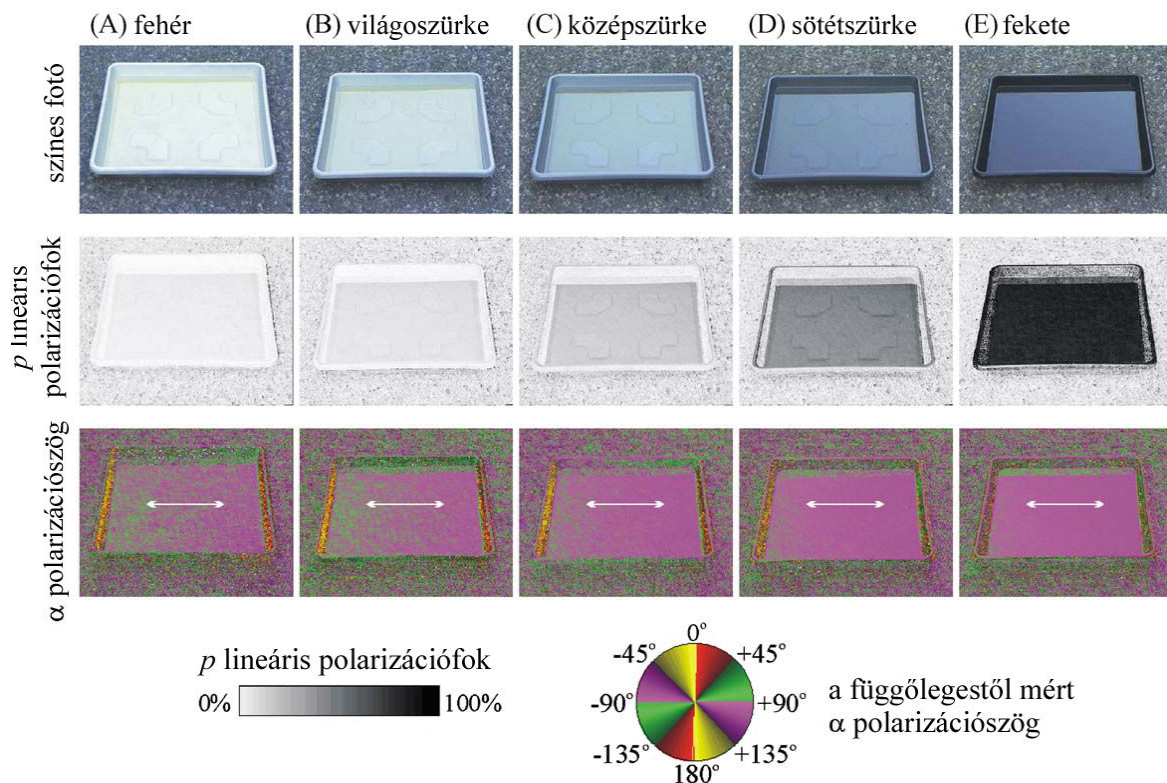 (A) fehér
(B) világoszürke
(C) középszürke
(D) sötétszürke
(E) fekete
színes fotó
p lineáris
polarizációfok
α polarizációszög
p lineáris polarizációfok
0%
100%
0°
-45°
+45°
-90°
+90°
-135°
+135°
180°
a függőlegestől mért
α polarizációszög